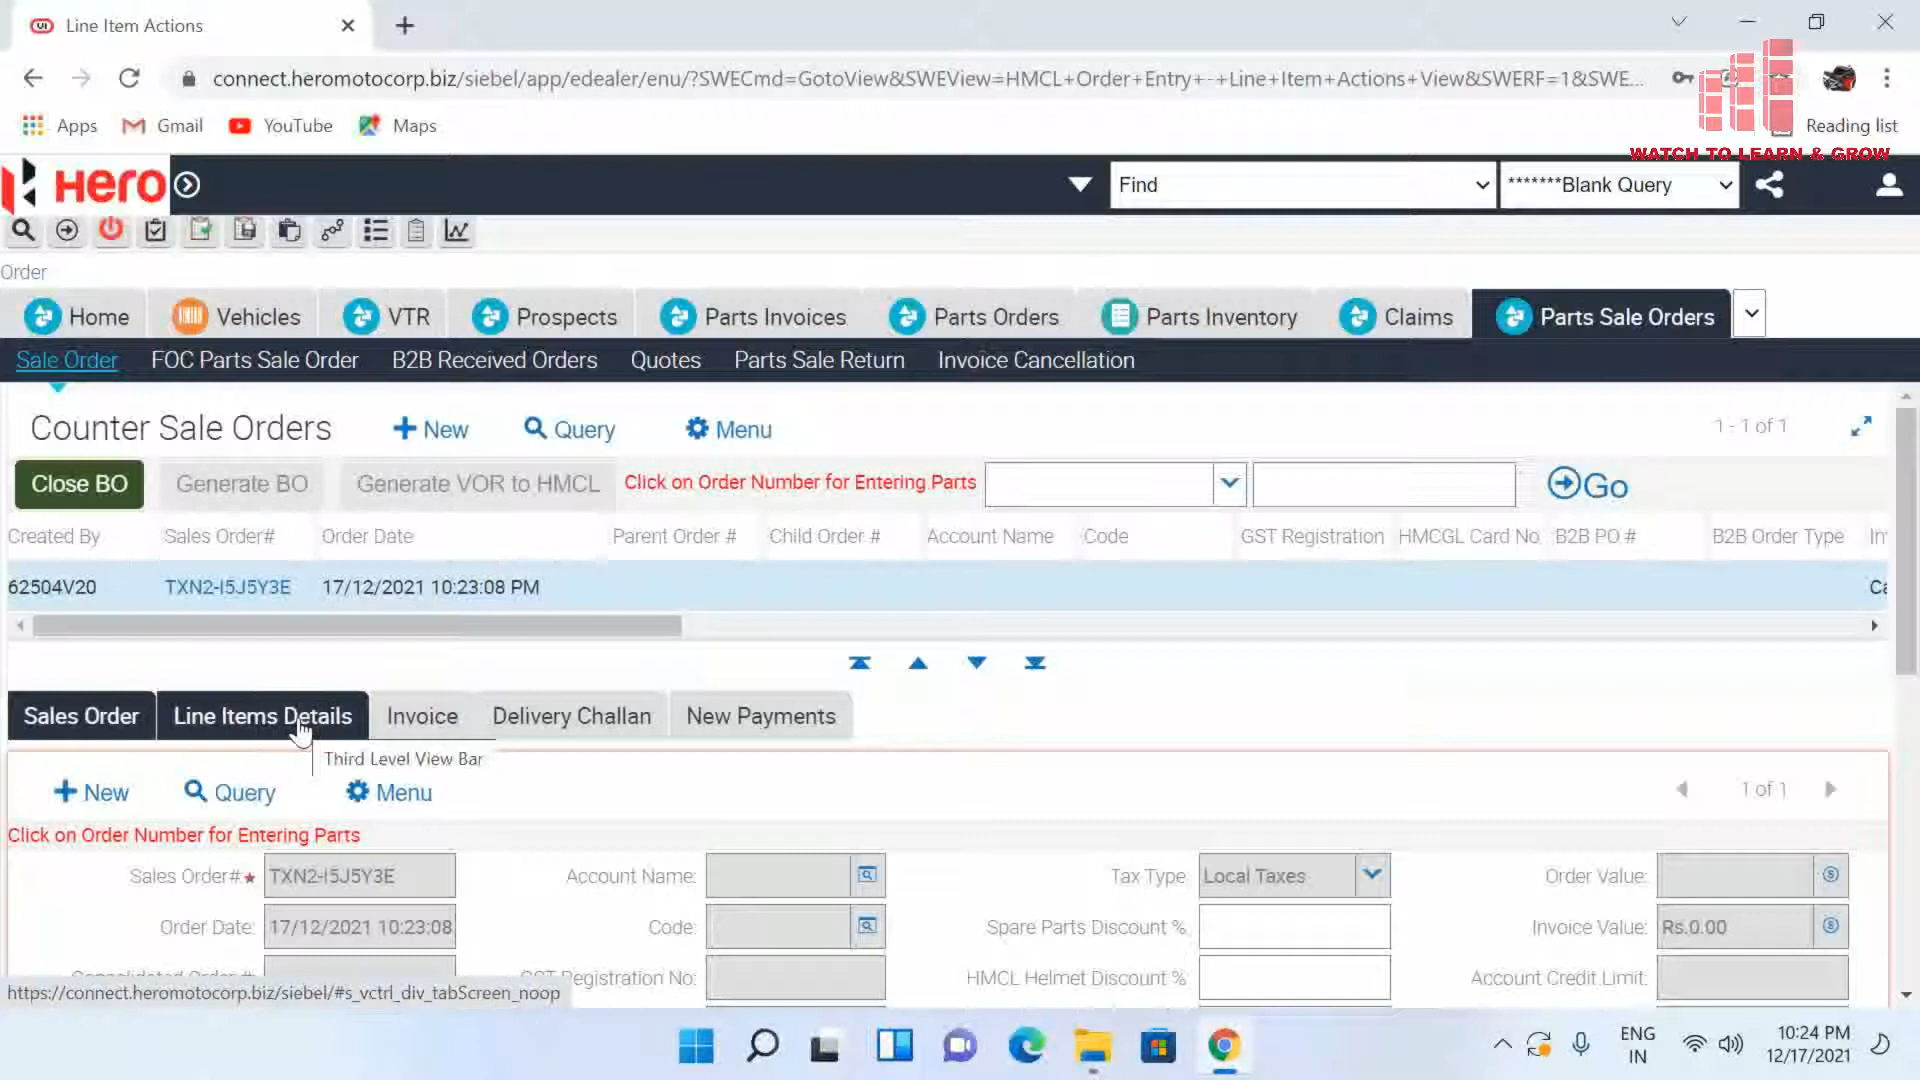 Line Item Actions
connect.heromotocorp.biz/siebel/app/edealer/enu/?SWECmd=GotoView&SWEView=HMCL+Order+Entry+-+Line+Item+Actions+View&SWERF=1&SWE...
Apps Gmail YouTube Maps Reading list
WATCH TO LEARN & GROW
Hero Find *******Blank Query
Order
Home Vehicles VTR Prospects Parts Invoices Parts Orders Parts Inventory Claims Parts Sale Orders
Sale Order FOC Parts Sale Order B2B Received Orders Quotes Parts Sale Return Invoice Cancellation
Counter Sale Orders New Query Menu 1 - 1 of 1
Close BO Generate BO Generate VOR to HMCL Click on Order Number for Entering Parts Go
Created By Sales Order# Order Date Parent Order # Child Order # Account Name Code GST Registration HMCGL Card No B2B PO # B2B Order Type
62504V20 TXN2-I5J5Y3E 17/12/2021 10:23:08 PM
Sales Order Line Items Details Invoice Delivery Challan New Payments
Third Level View Bar
New Query Menu 1 of 1
Click on Order Number for Entering Parts
Sales Order#★ TXN2-I5J5Y3E Account Name: Tax Type Local Taxes Order Value:
Order Date: 17/12/2021 10:23:08 Code: Spare Parts Discount % Invoice Value: Rs.0.00
Registration No: HMCL Helmet Discount % Account Credit Limit:
https://connect.heromotocorp.biz/siebel/#s_vctrl_div_tabScreen_noop
ENG
IN
10:24 PM
12/17/2021